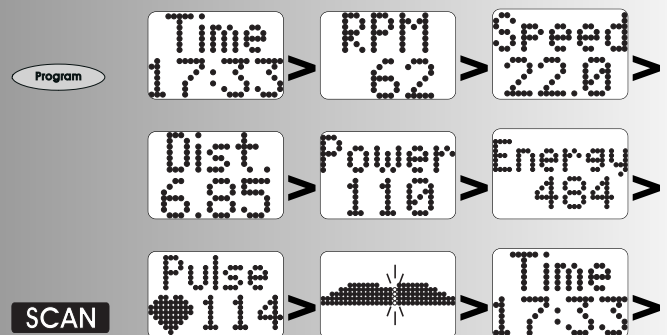 Time
17:33 >
RPM
62 >
Speed
22.0 >
Program
Dist.
6.85 >
Power
110 >
Energy
484 >
Pulse
114 >
>
Time
17:33
SCAN